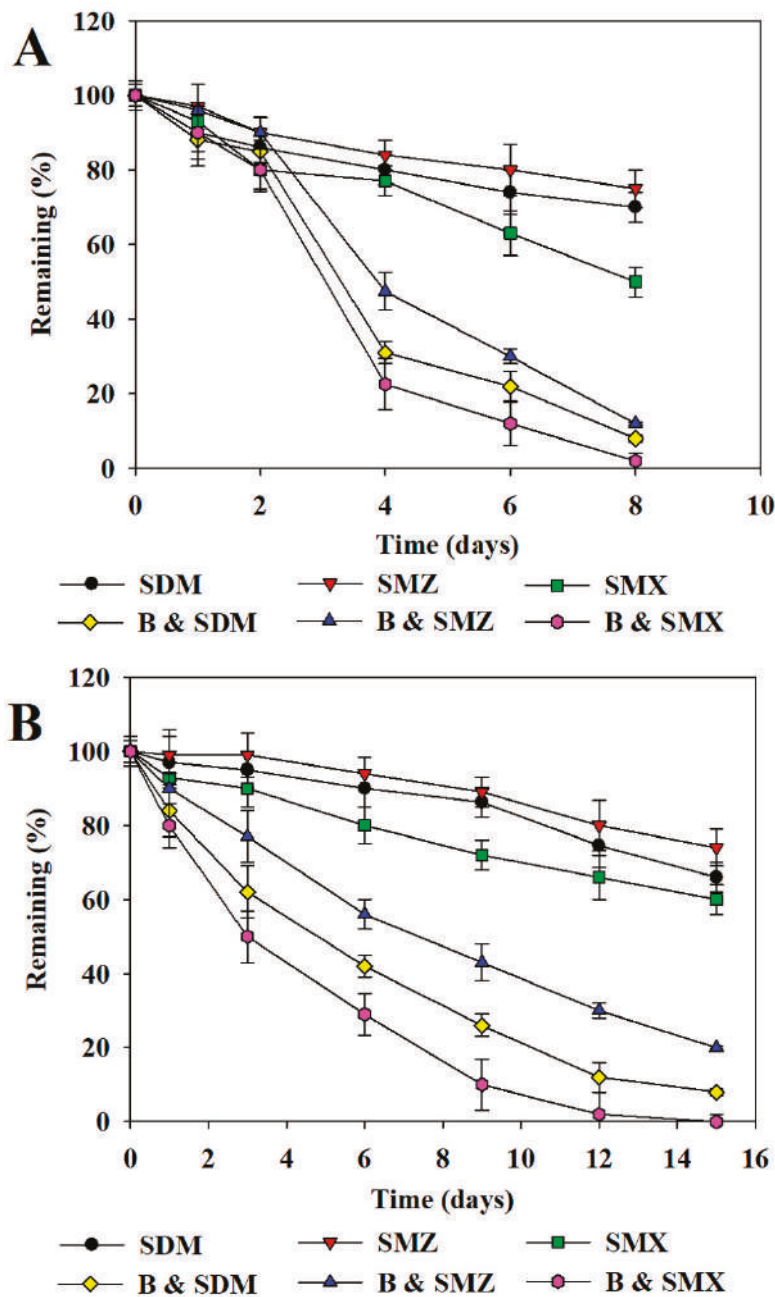 A
120
100
80
60
40
20
0
Remaining (%)
0 2 4 6 8 10
Time (days)
SDM SMZ SMX
B & SDM B & SMZ B & SMX
B
120
100
80
60
40
20
0
Remaining (%)
0 2 4 6 8 10 12 14 16
Time (days)
SDM SMZ SMX
B & SDM B & SMZ B & SMX